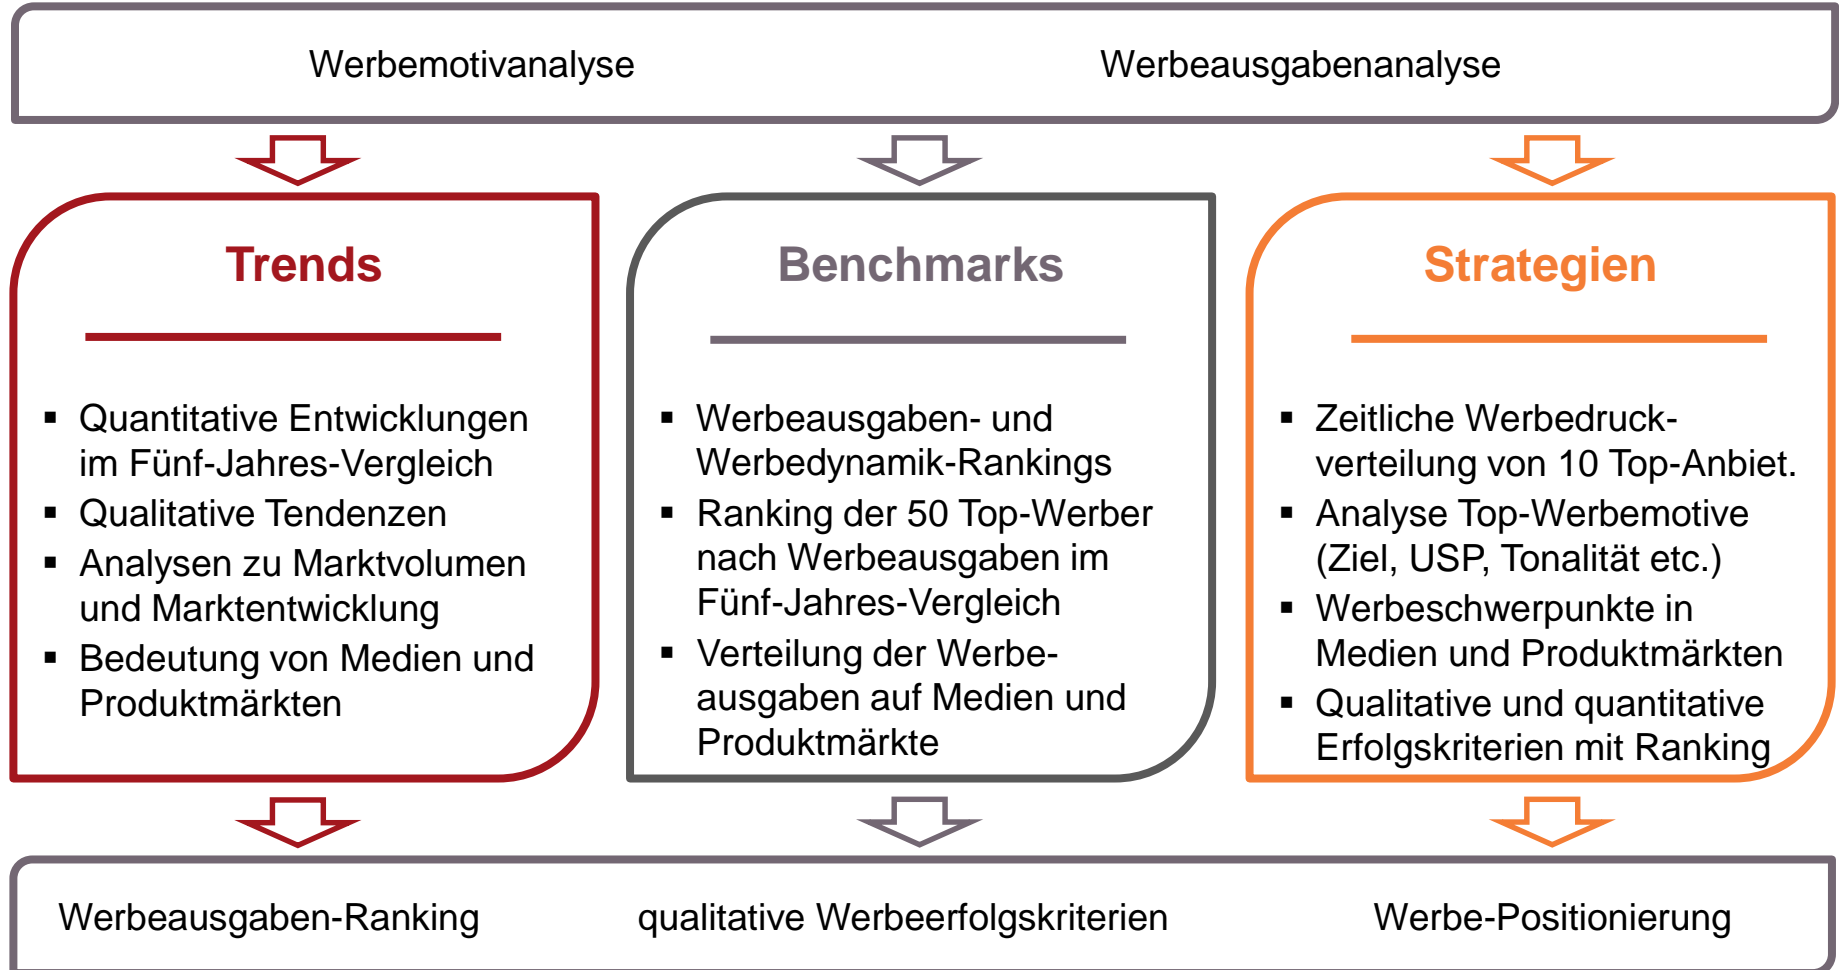 Werbemotivanalyse
Werbeausgabenanalyse
Trends
▪ Quantitative Entwicklungen
im Fünf-Jahres-Vergleich
▪ Qualitative Tendenzen
▪ Analysen zu Marktvolumen
und Marktentwicklung
▪ Bedeutung von Medien und
Produktmärkten
Benchmarks
▪ Werbeausgaben- und
Werbedynamik-Rankings
▪ Ranking der 50 Top-Werber
nach Werbeausgaben im
Fünf-Jahres-Vergleich
▪ Verteilung der Werbe-
ausgaben auf Medien und
Produktmärkte
Strategien
▪ Zeitliche Werbedruck-
verteilung von 10 Top-Anbiet.
▪ Analyse Top-Werbemotive
(Ziel, USP, Tonalität etc.)
▪ Werbeschwerpunkte in
Medien und Produktmärkten
▪ Qualitative und quantitative
Erfolgskriterien mit Ranking
Werbeausgaben-Ranking
qualitative Werbeerfolgskriterien
Werbe-Positionierung